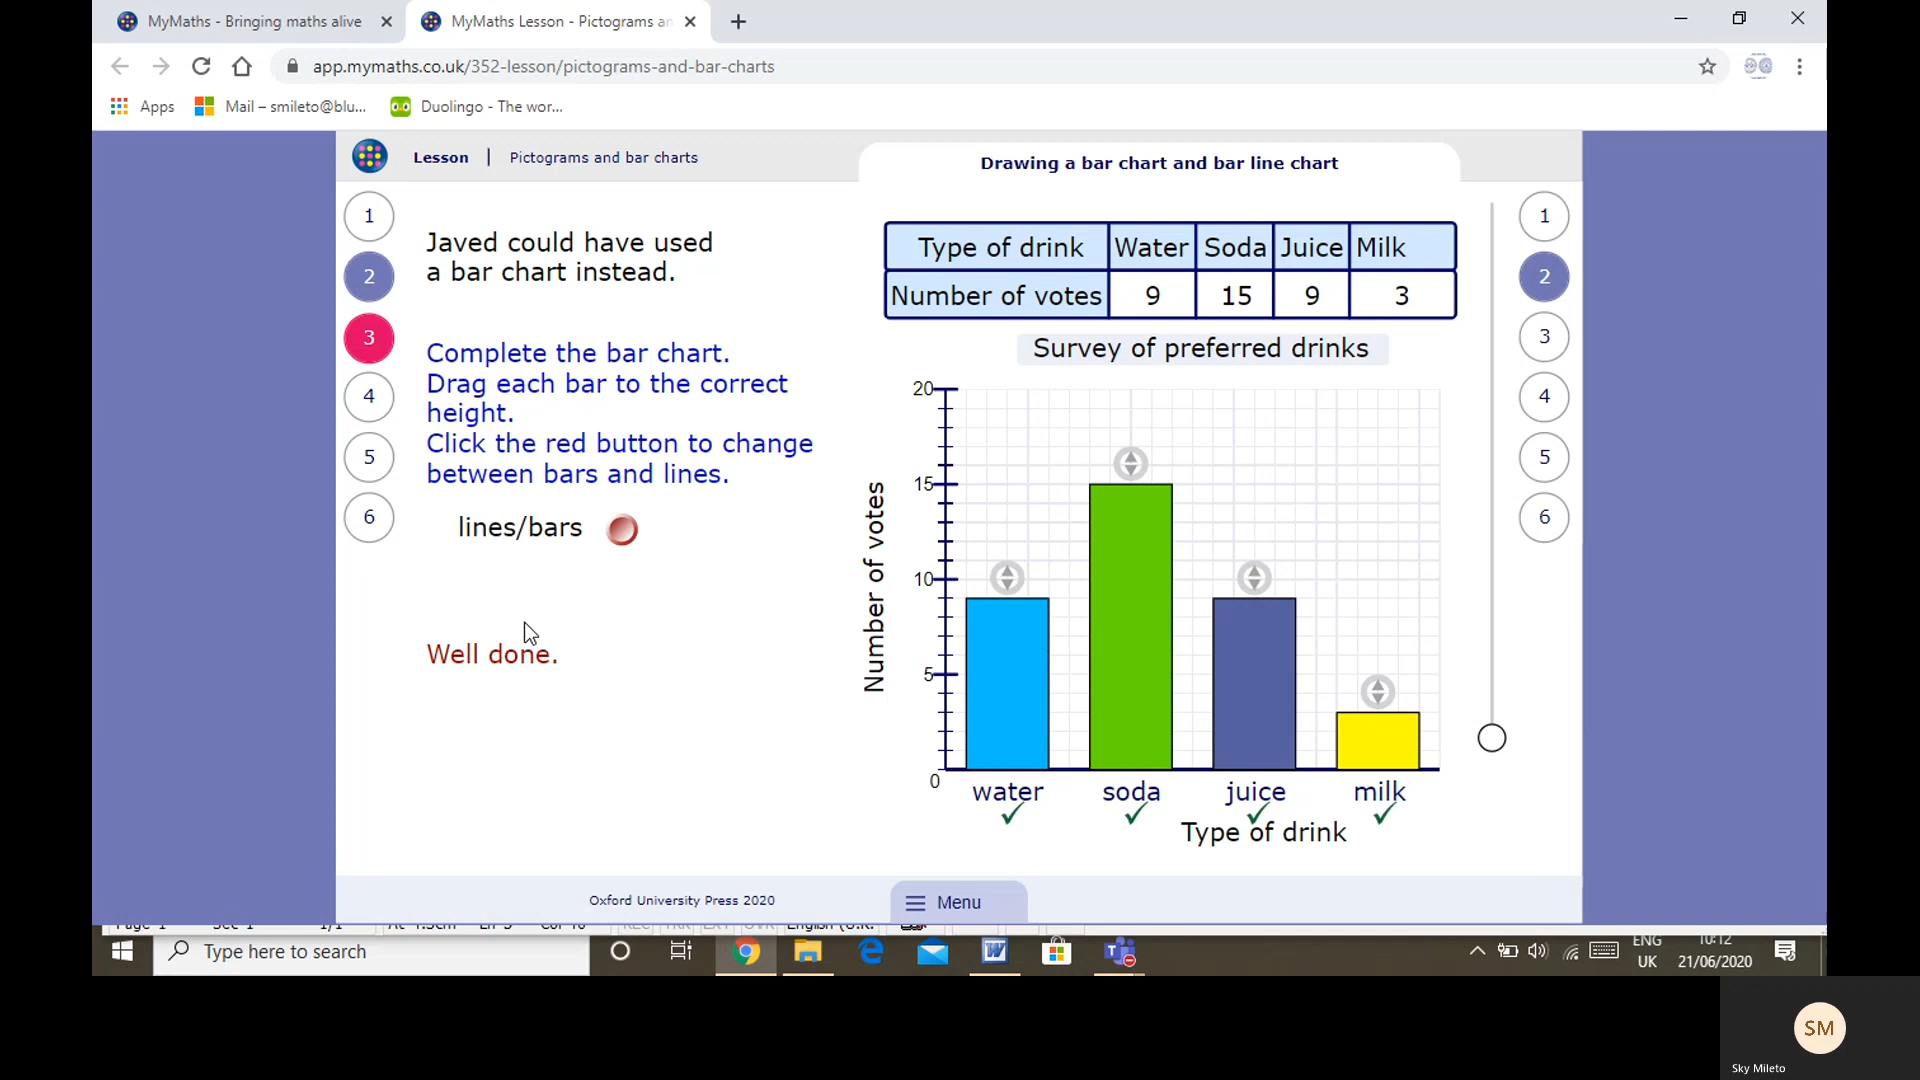 MyMaths - Bringing maths alive
MyMaths Lesson - Pictograms an
app.mymaths.co.uk/352-lesson/pictograms-and-bar-charts
Apps
Mail – smileto@blu...
Duolingo - The wor...
Lesson | Pictograms and bar charts
Drawing a bar chart and bar line chart
1
2
3
4
5
6
Javed could have used
a bar chart instead.
Complete the bar chart.
Drag each bar to the correct
height.
Click the red button to change
between bars and lines.
lines/bars
Well done.
Type of drink Water Soda Juice Milk
Number of votes 9 15 9 3
Survey of preferred drinks
Number of votes
20
15
10
5
0
water soda juice milk
Type of drink
1
2
3
4
5
6
Oxford University Press 2020
Menu
Type here to search
ENG
UK
10:12
21/06/2020
SM
Sky Mileto